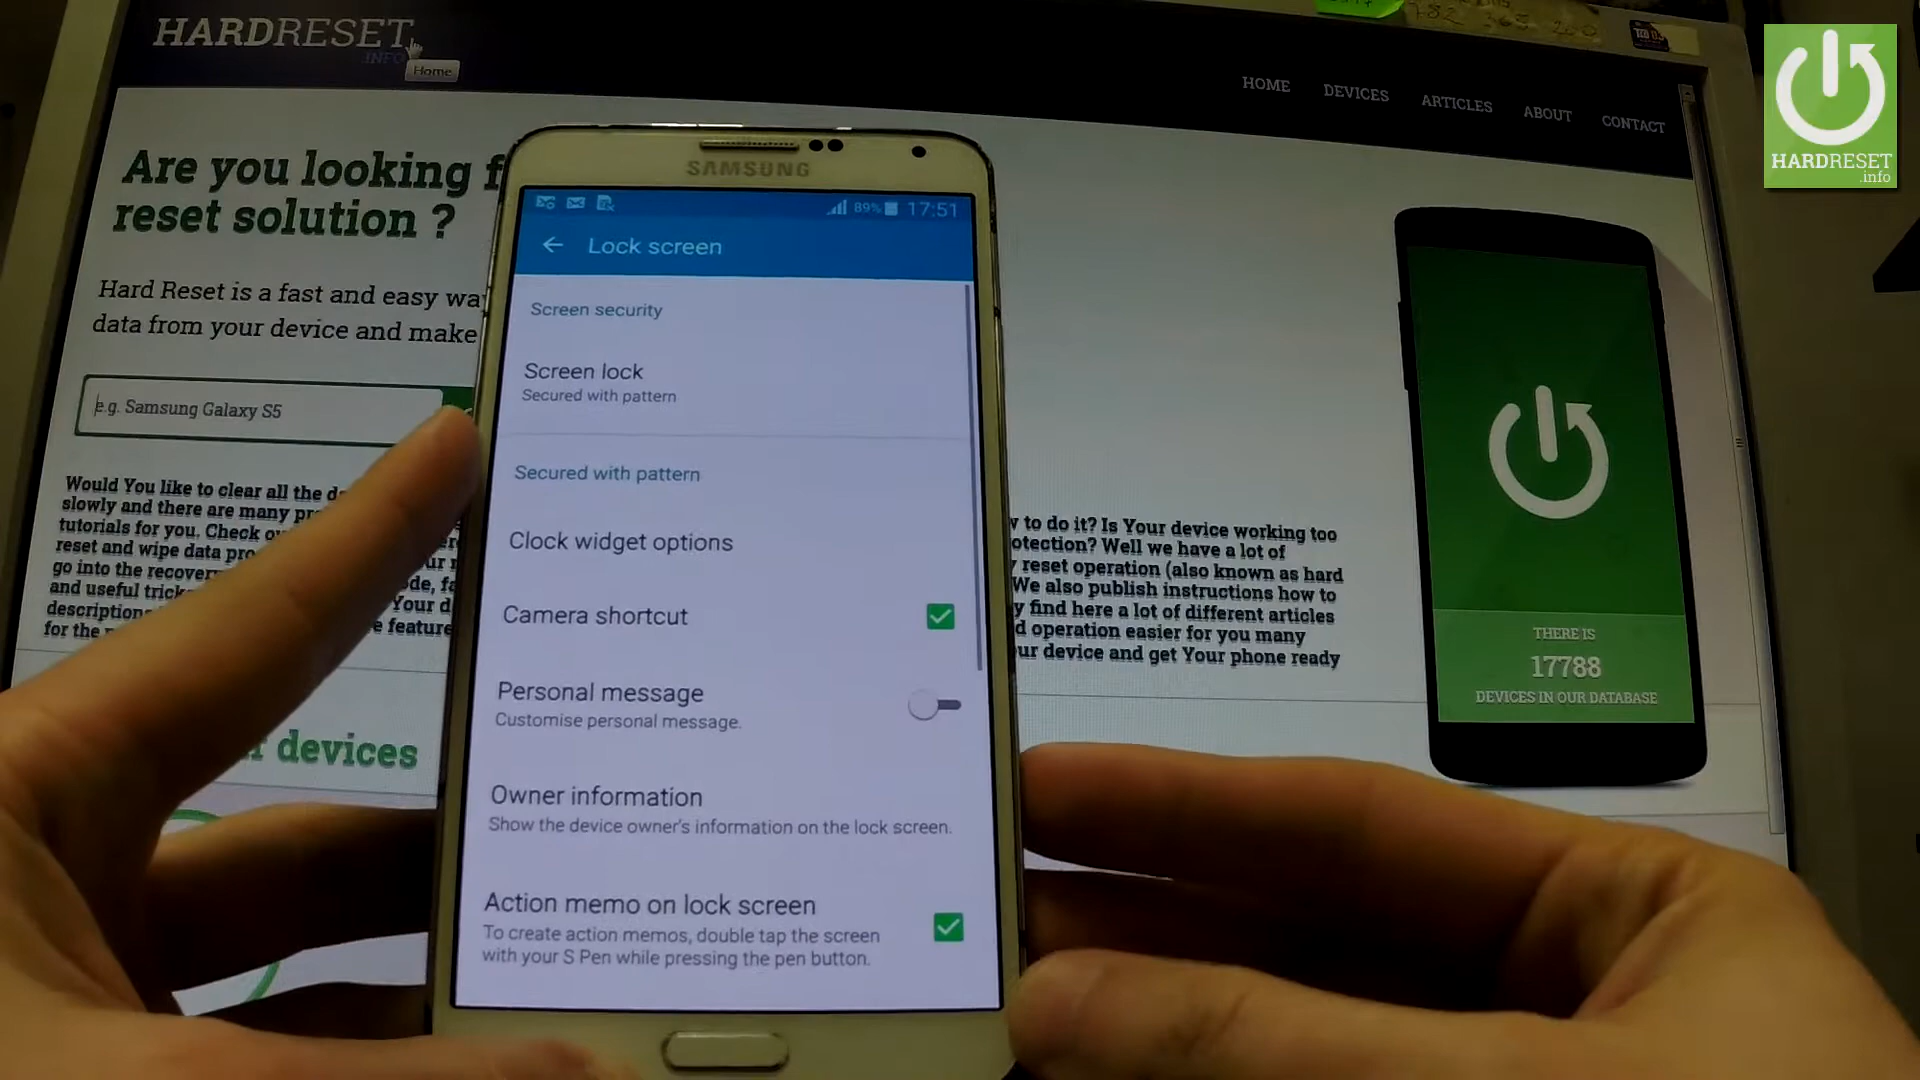 HARDRESET
INFO
Home
HOME DEVICES ARTICLES ABOUT CONTACT
HARDRESET
.info
Are you looking f
reset solution ?
Hard Reset is a fast and easy wa
data from your device and make
e.g. Samsung Galaxy S5
Would You like to clear all the d
slowly and there are many pr
tutorials for you. Check
reset and wipe data pro
go into the recover
and useful trick
description
for the
w to do it? Is Your device working too
otection? Well we have a lot of
reset operation (also known as hard
We also publish instructions how to
y find here a lot of different articles
d operation easier for you many
ur device and get Your phone ready
devices
THERE IS
17788
DEVICES IN OUR DATABASE
SAMSUNG
89% 17:51
Lock screen
Screen security
Screen lock
Secured with pattern
Secured with pattern
Clock widget options
Camera shortcut
Personal message
Customise personal message.
Owner information
Show the device owner's information on the lock screen.
Action memo on lock screen
To create action memos, double tap the screen
with your S Pen while pressing the pen button.